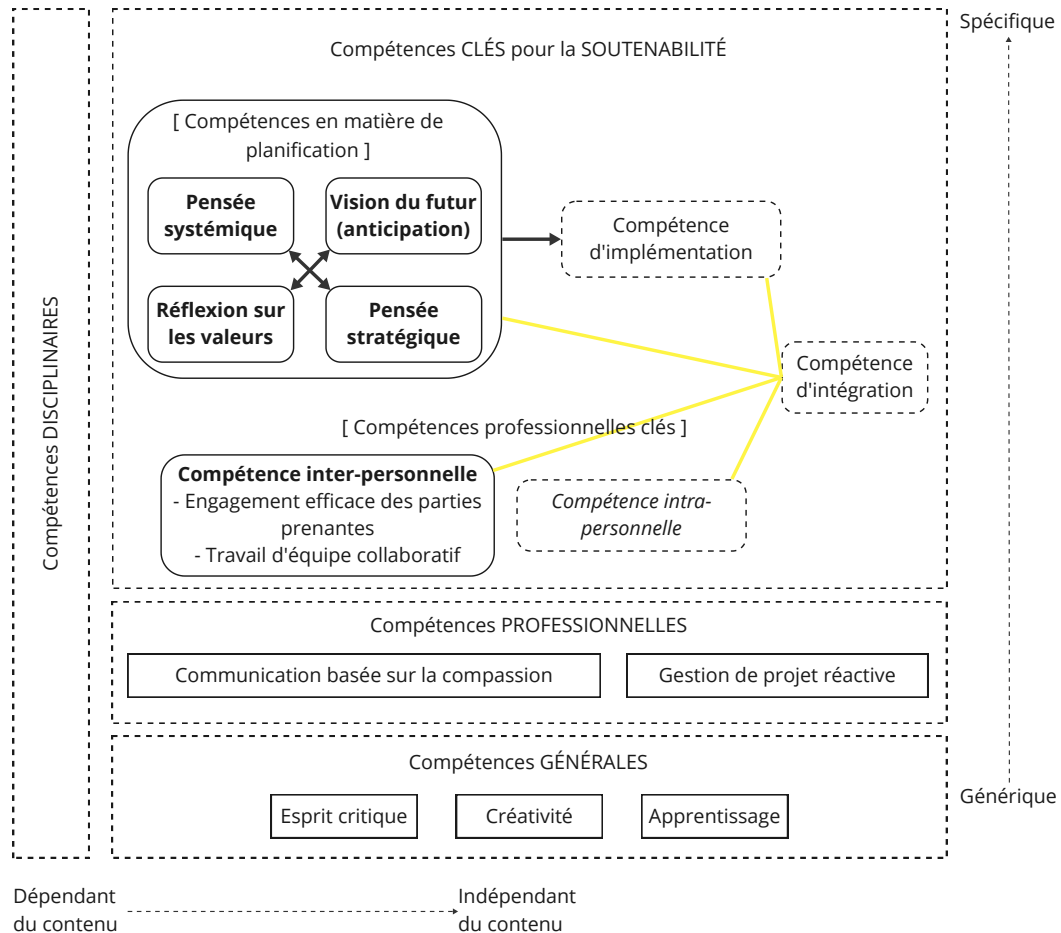 Spécifique
Compétences CLÉS pour la SOUTENABILITÉ
[ Compétences en matière de
planification ]
Pensée
systémique
Vision du futur
(anticipation)
Réflexion sur
les valeurs
Pensée
stratégique
Compétence
d'implémentation
Compétence
d'intégration
[ Compétences professionnelles clés ]
Compétence inter-personnelle
- Engagement efficace des parties
prenantes
- Travail d'équipe collaboratif
Compétence intra-
personnelle
Compétences DISCIPLINAIRES
Compétences PROFESSIONNELLES
Communication basée sur la compassion
Gestion de projet réactive
Compétences GÉNÉRALES
Esprit critique
Créativité
Apprentissage
Générique
Dépendant
du contenu
Indépendant
du contenu